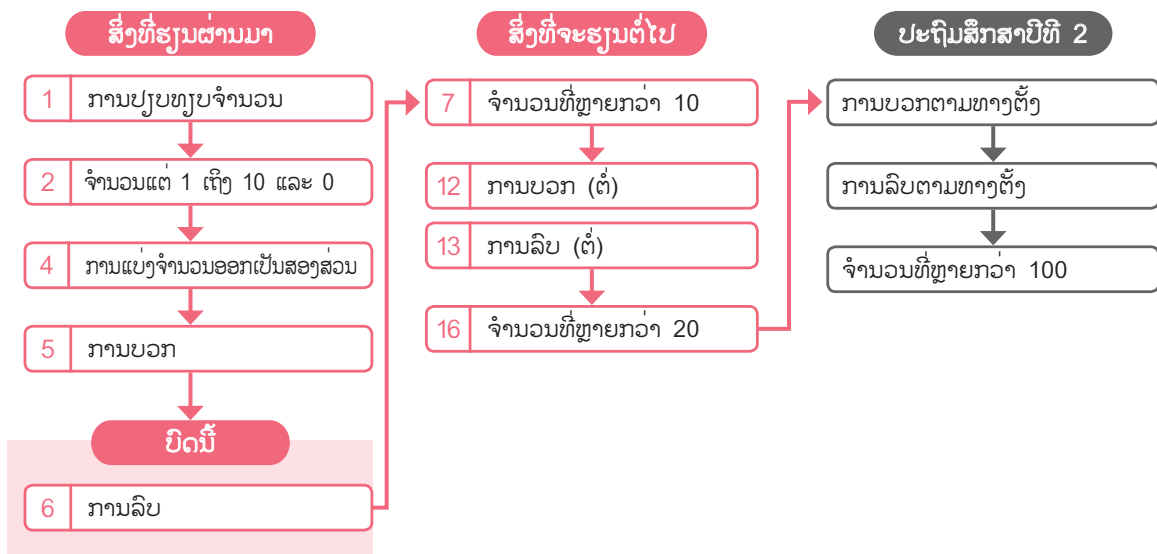 ສິ່ງທີ່ຮຽນຜ່ານມາ
1 ການປຽບທຽບຈຳນວນ
2 ຈຳນວນແຕ່ 1 ເຖິງ 10 ແລະ 0
4 ການແບ່ງຈຳນວນອອກເປັນສອງສ່ວນ
5 ການບວກ
ບົດນີ້
6 ການລົບ
ສິ່ງທີ່ຈະຮຽນຕໍ່ໄປ
7 ຈຳນວນທີ່ຫຼາຍກວ່າ 10
12 ການບວກ (ຕໍ່)
13 ການລົບ (ຕໍ່)
16 ຈຳນວນທີ່ຫຼາຍກວ່າ 20
ປະຖົມສຶກສາປີທີ 2
ການບວກຕາມທາງຕັ້ງ
ການລົບຕາມທາງຕັ້ງ
ຈຳນວນທີ່ຫຼາຍກວ່າ 100